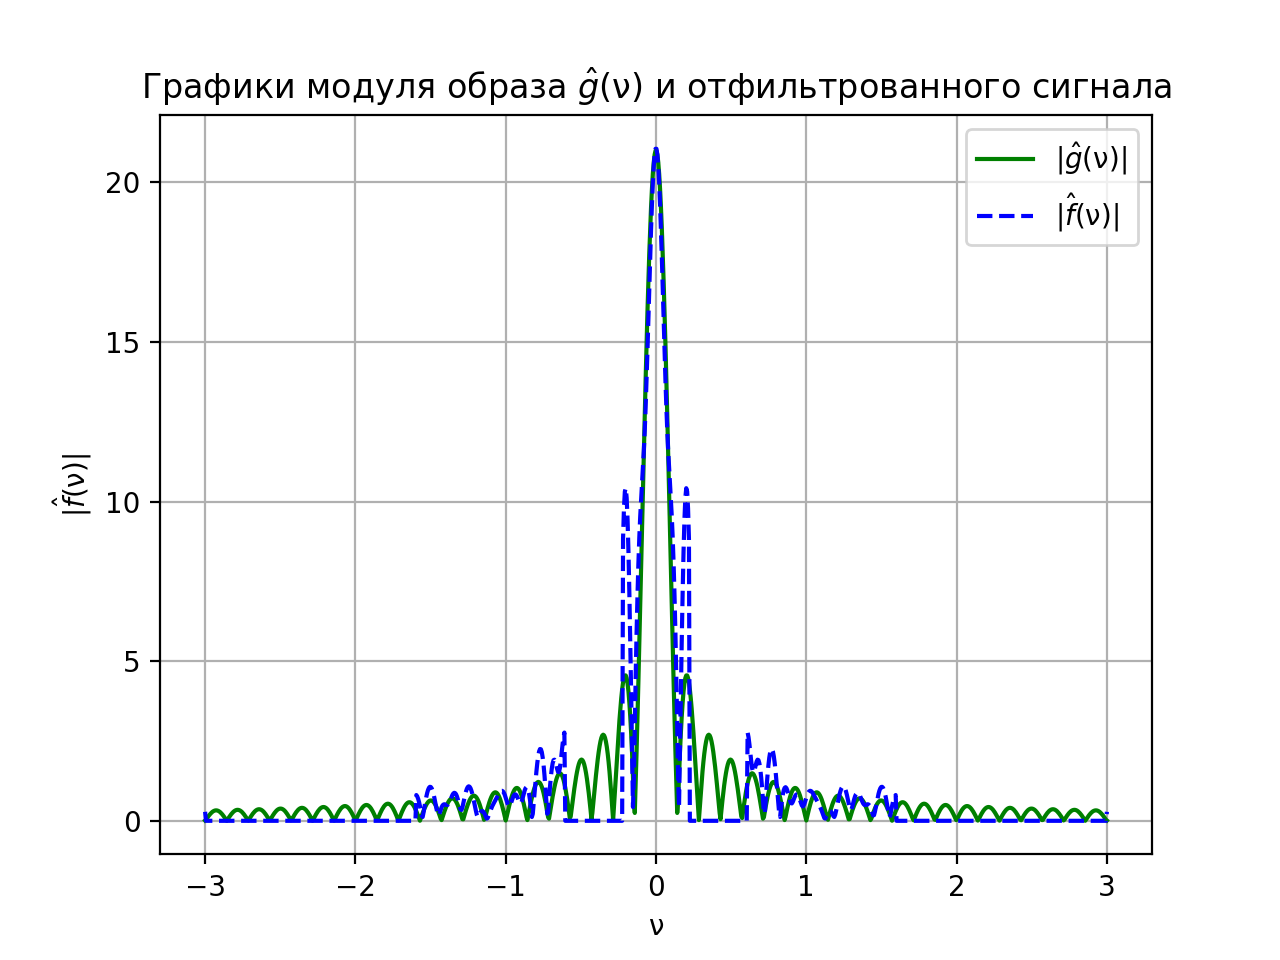 Графики модуля образа ĝ(ν) и отфильтрованного сигнала
|ĝ(ν)|
|f̂(ν)|
|f̂(ν)|
20
15
10
5
0
−3
−2
−1
0
1
2
3
ν